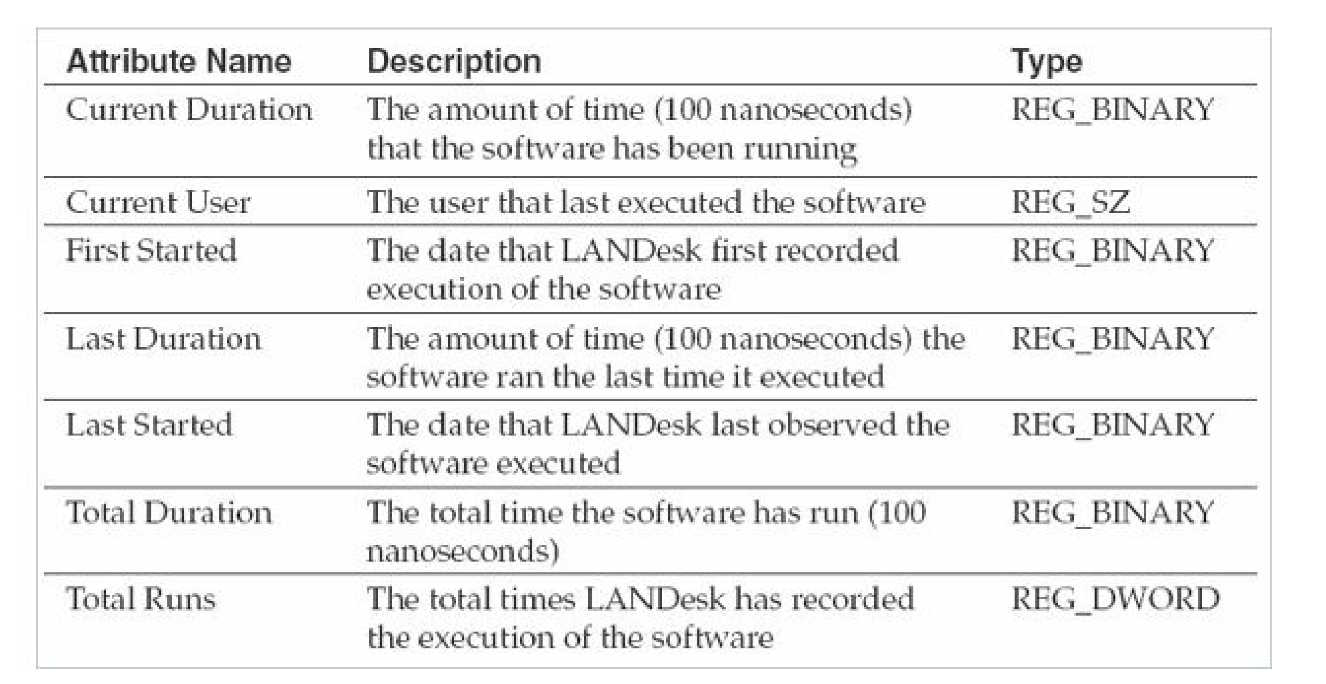 Attribute Name Description Type
Current Duration The amount of time (100 nanoseconds) REG_BINARY
that the software has been running
Current User The user that last executed the software REG_SZ
First Started The date that LANDesk first recorded REG_BINARY
execution of the software
Last Duration The amount of time (100 nanoseconds) the REG_BINARY
software ran the last time it executed
Last Started The date that LANDesk last observed the REG_BINARY
software executed
Total Duration The total time the software has run (100 REG_BINARY
nanoseconds)
Total Runs The total times LANDesk has recorded REG_DWORD
the execution of the software